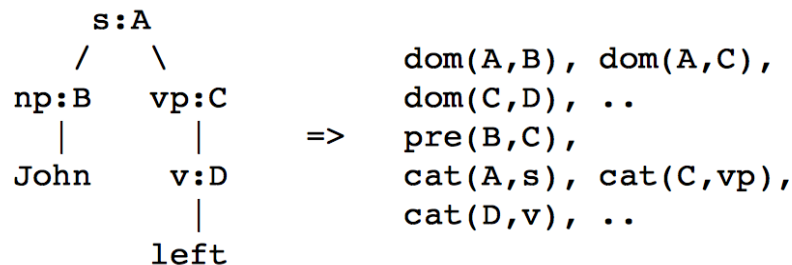 s:A
/ \
np:B vp:C
| |
John v:D
|
left
=>
dom(A,B), dom(A,C),
dom(C,D), ..
pre(B,C),
cat(A,s), cat(C,vp),
cat(D,v), ..